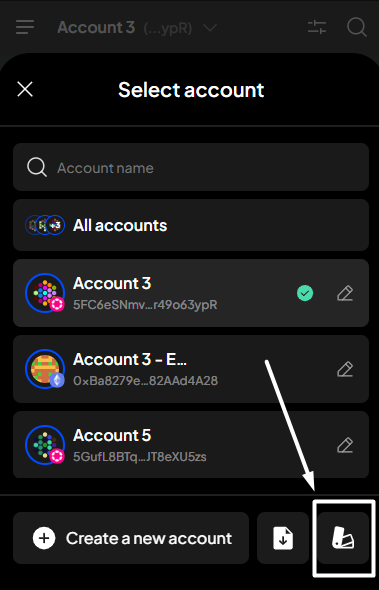 Account 3 (...ypR)
Select account
Account name
+3
All accounts
Account 3
5FC6eSNmv...r49o63ypR
Account 3 - E...
0xBa8279e...82AAd4A28
Account 5
5GufL8BTq...JT8eXU5zs
Create a new account